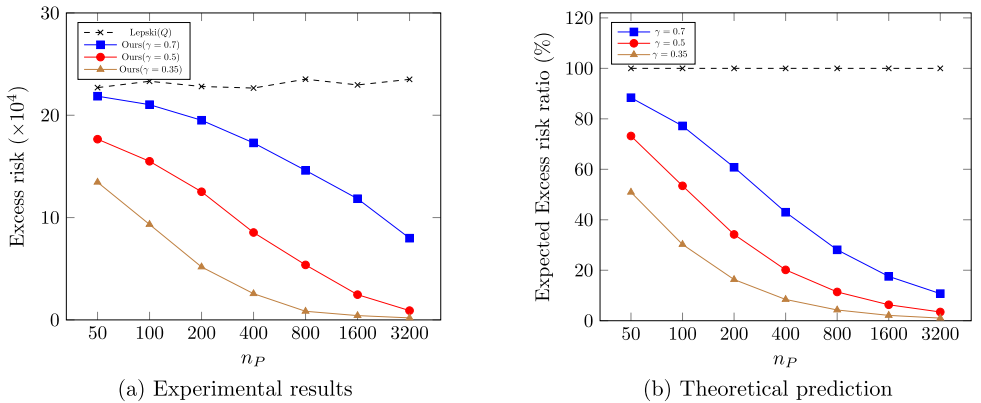 30
20
10
0
Excess risk (×10⁴)
Lepski(Q)
Ours(γ = 0.7)
Ours(γ = 0.5)
Ours(γ = 0.35)
50 100 200 400 800 1600 3200
n_P
(a) Experimental results
120
100
80
60
40
20
0
Expected Excess risk ratio (%)
γ = 0.7
γ = 0.5
γ = 0.35
50 100 200 400 800 1600 3200
n_P
(b) Theoretical prediction